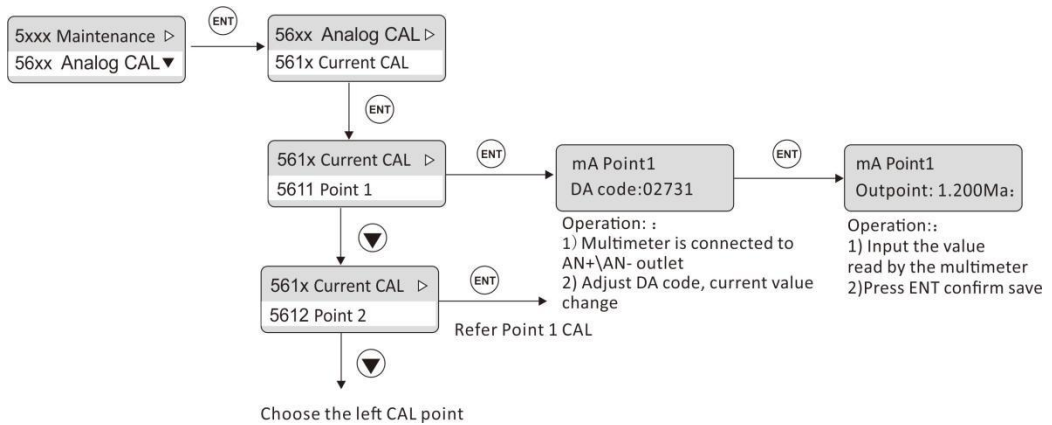 5xxx Maintenance ▷
56xx Analog CAL▼
ENT
56xx Analog CAL▷
561x Current CAL
ENT
561x Current CAL ▷
5611 Point 1
ENT
mA Point1
DA code:02731
ENT
mA Point1
Outpoint: 1.200Ma:
Operation: :
1) Multimeter is connected to
AN+\AN- outlet
2) Adjust DA code, current value
change
Operation::
1) Input the value
read by the multimeter
2)Press ENT confirm save
▼
561x Current CAL ▷
5612 Point 2
ENT
Refer Point 1 CAL
▼
Choose the left CAL point